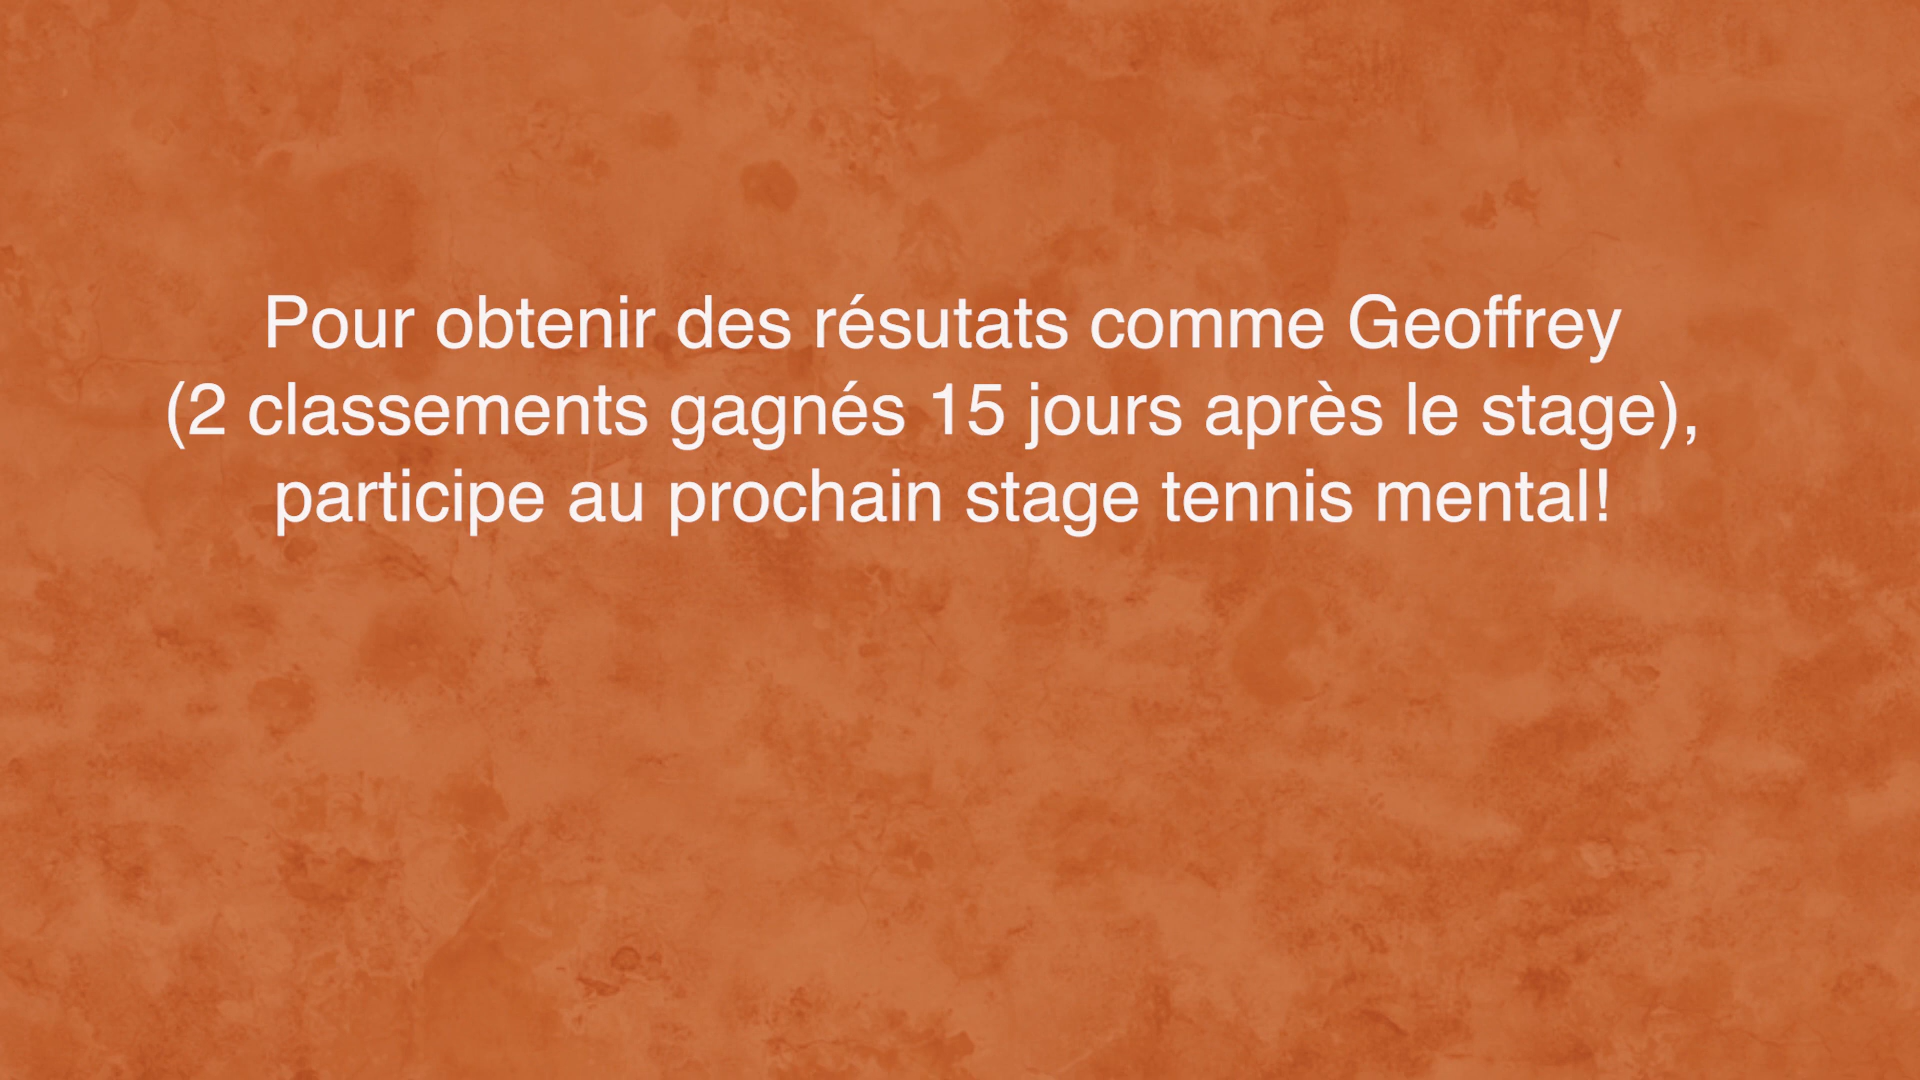 Pour obtenir des résutats comme Geoffrey
(2 classements gagnés 15 jours après le stage),
participe au prochain stage tennis mental!